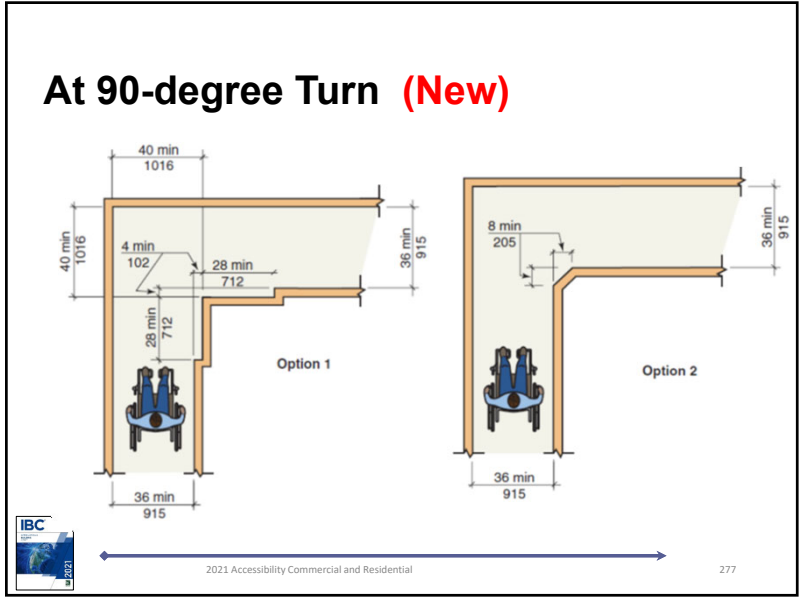 At 90-degree Turn (New)
40 min
1016
40 min
1016
4 min
102
28 min
712
28 min
712
36 min
915
Option 1
36 min
915
8 min
205
36 min
915
Option 2
36 min
915
IBC
2021
2021 Accessibility Commercial and Residential
277